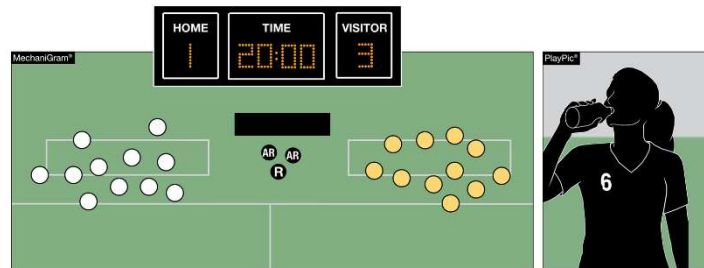 HOME TIME VISITOR
1 20:00 3
MechaniGram®
PlayPic®
AR AR
R
6